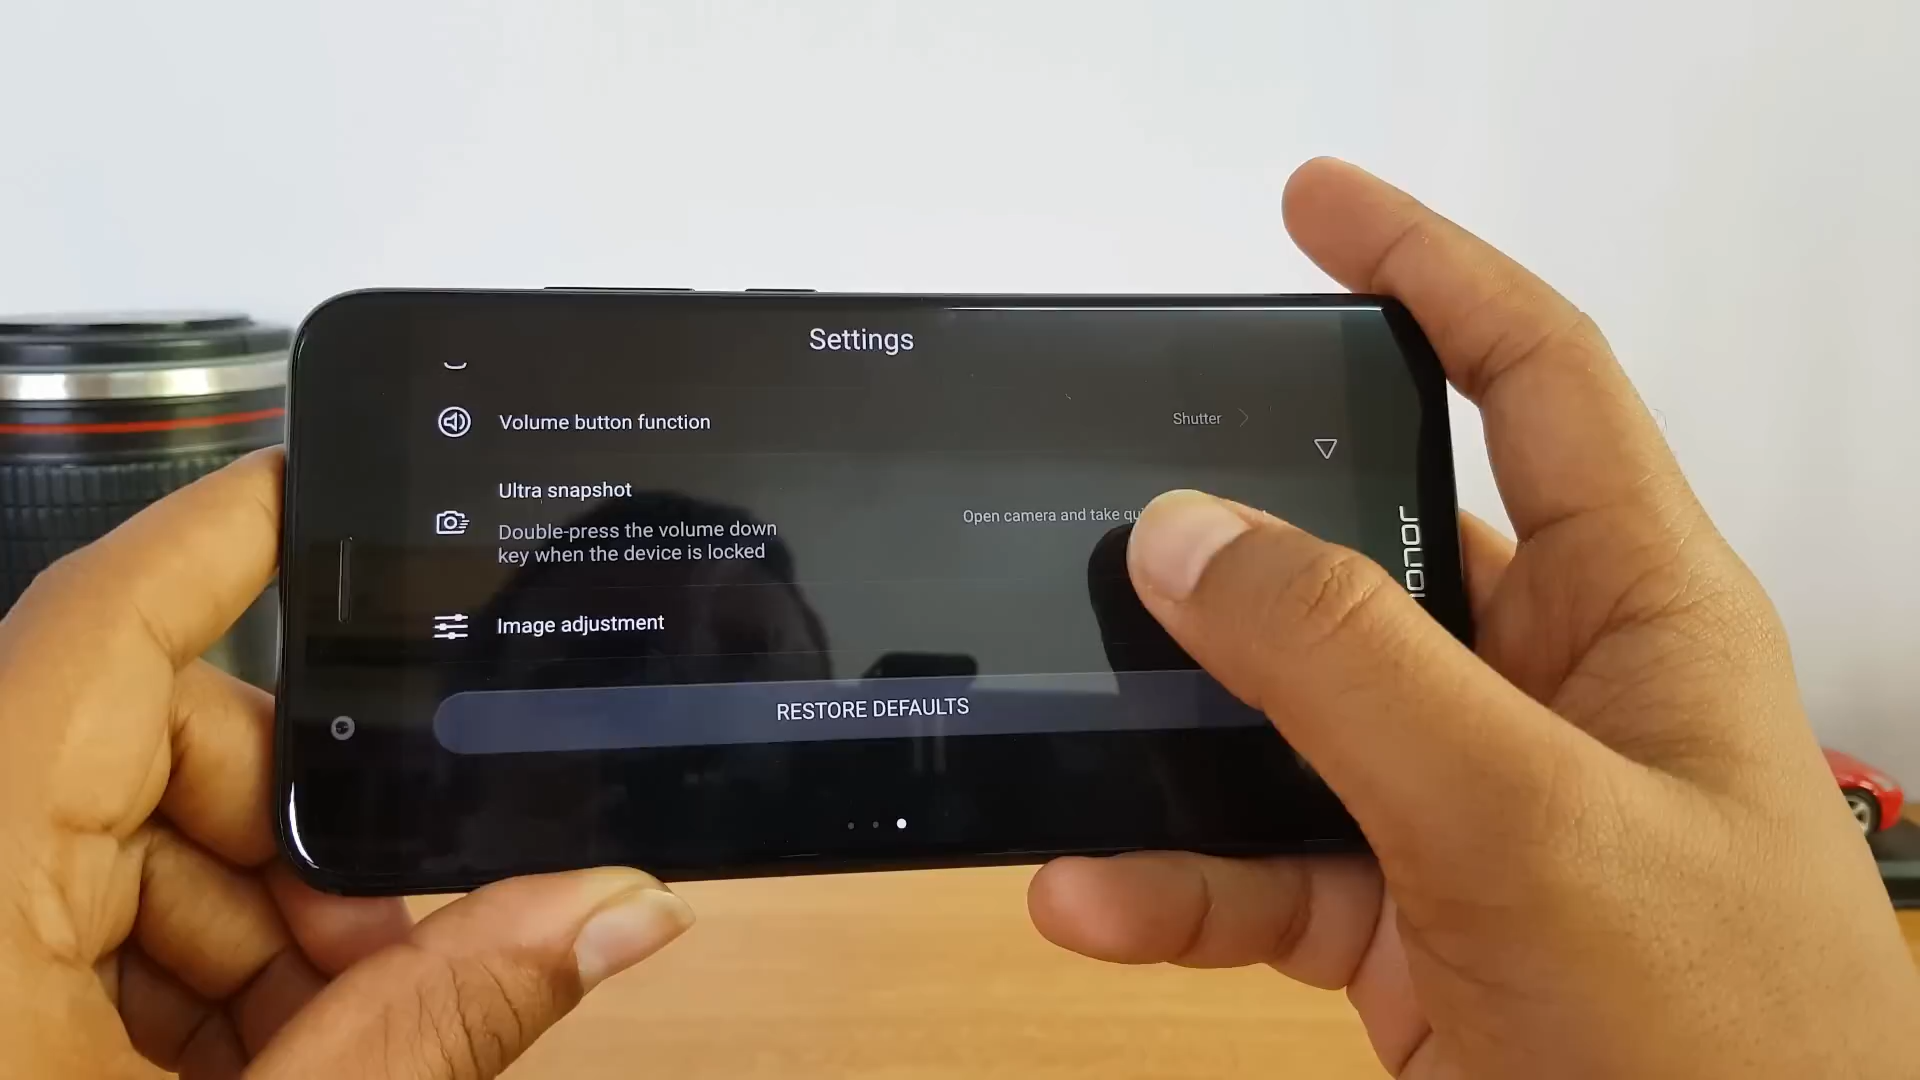 Settings
Volume button function
Shutter
Ultra snapshot
Double-press the volume down
key when the device is locked
Open camera and take
Image adjustment
RESTORE DEFAULTS
honor